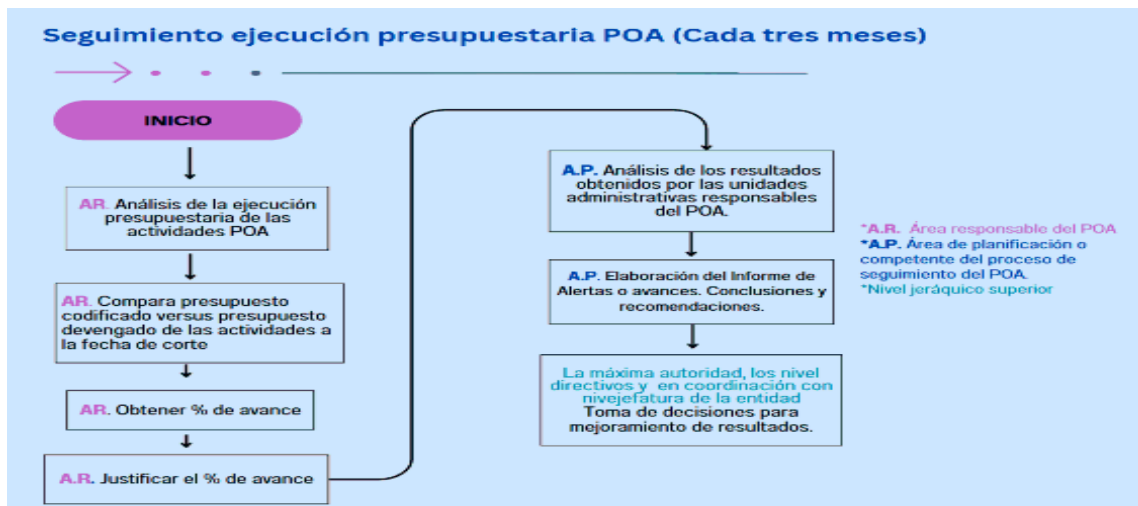 Seguimiento ejecución presupuestaria POA (Cada tres meses)
INICIO
AR. Análisis de la ejecución
presupuestaria de las
actividades POA
AR. Compara presupuesto
codificado versus presupuesto
devengado de las actividades a
la fecha de corte
AR. Obtener % de avance
A.R. Justificar el % de avance
A.P. Análisis de los resultados
obtenidos por las unidades
administrativas responsables
del POA.
A.P. Elaboración del Informe de
Alertas o avances. Conclusiones y
recomendaciones.
La máxima autoridad, los nivel
directivos y en coordinación con
nivejefatura de la entidad
Toma de decisiones para
mejoramiento de resultados.
*A.R. Área responsable del POA
*A.P. Área de planificación o
competente del proceso de
seguimiento del POA.
*Nivel jeráquico superior